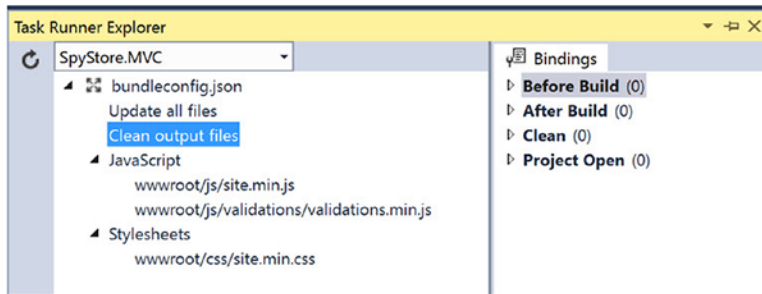 Task Runner Explorer
SpyStore.MVC
bundleconfig.json
Update all files
Clean output files
JavaScript
wwwroot/js/site.min.js
wwwroot/js/validations/validations.min.js
Stylesheets
wwwroot/css/site.min.css
Bindings
Before Build (0)
After Build (0)
Clean (0)
Project Open (0)